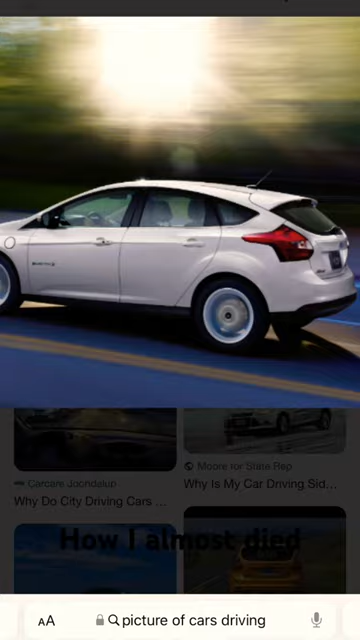 Carcare Joondalup
Why Do City Driving Cars ...
Moore for State Rep
Why Is My Car Driving Sid...
How I almost died
AA
picture of cars driving